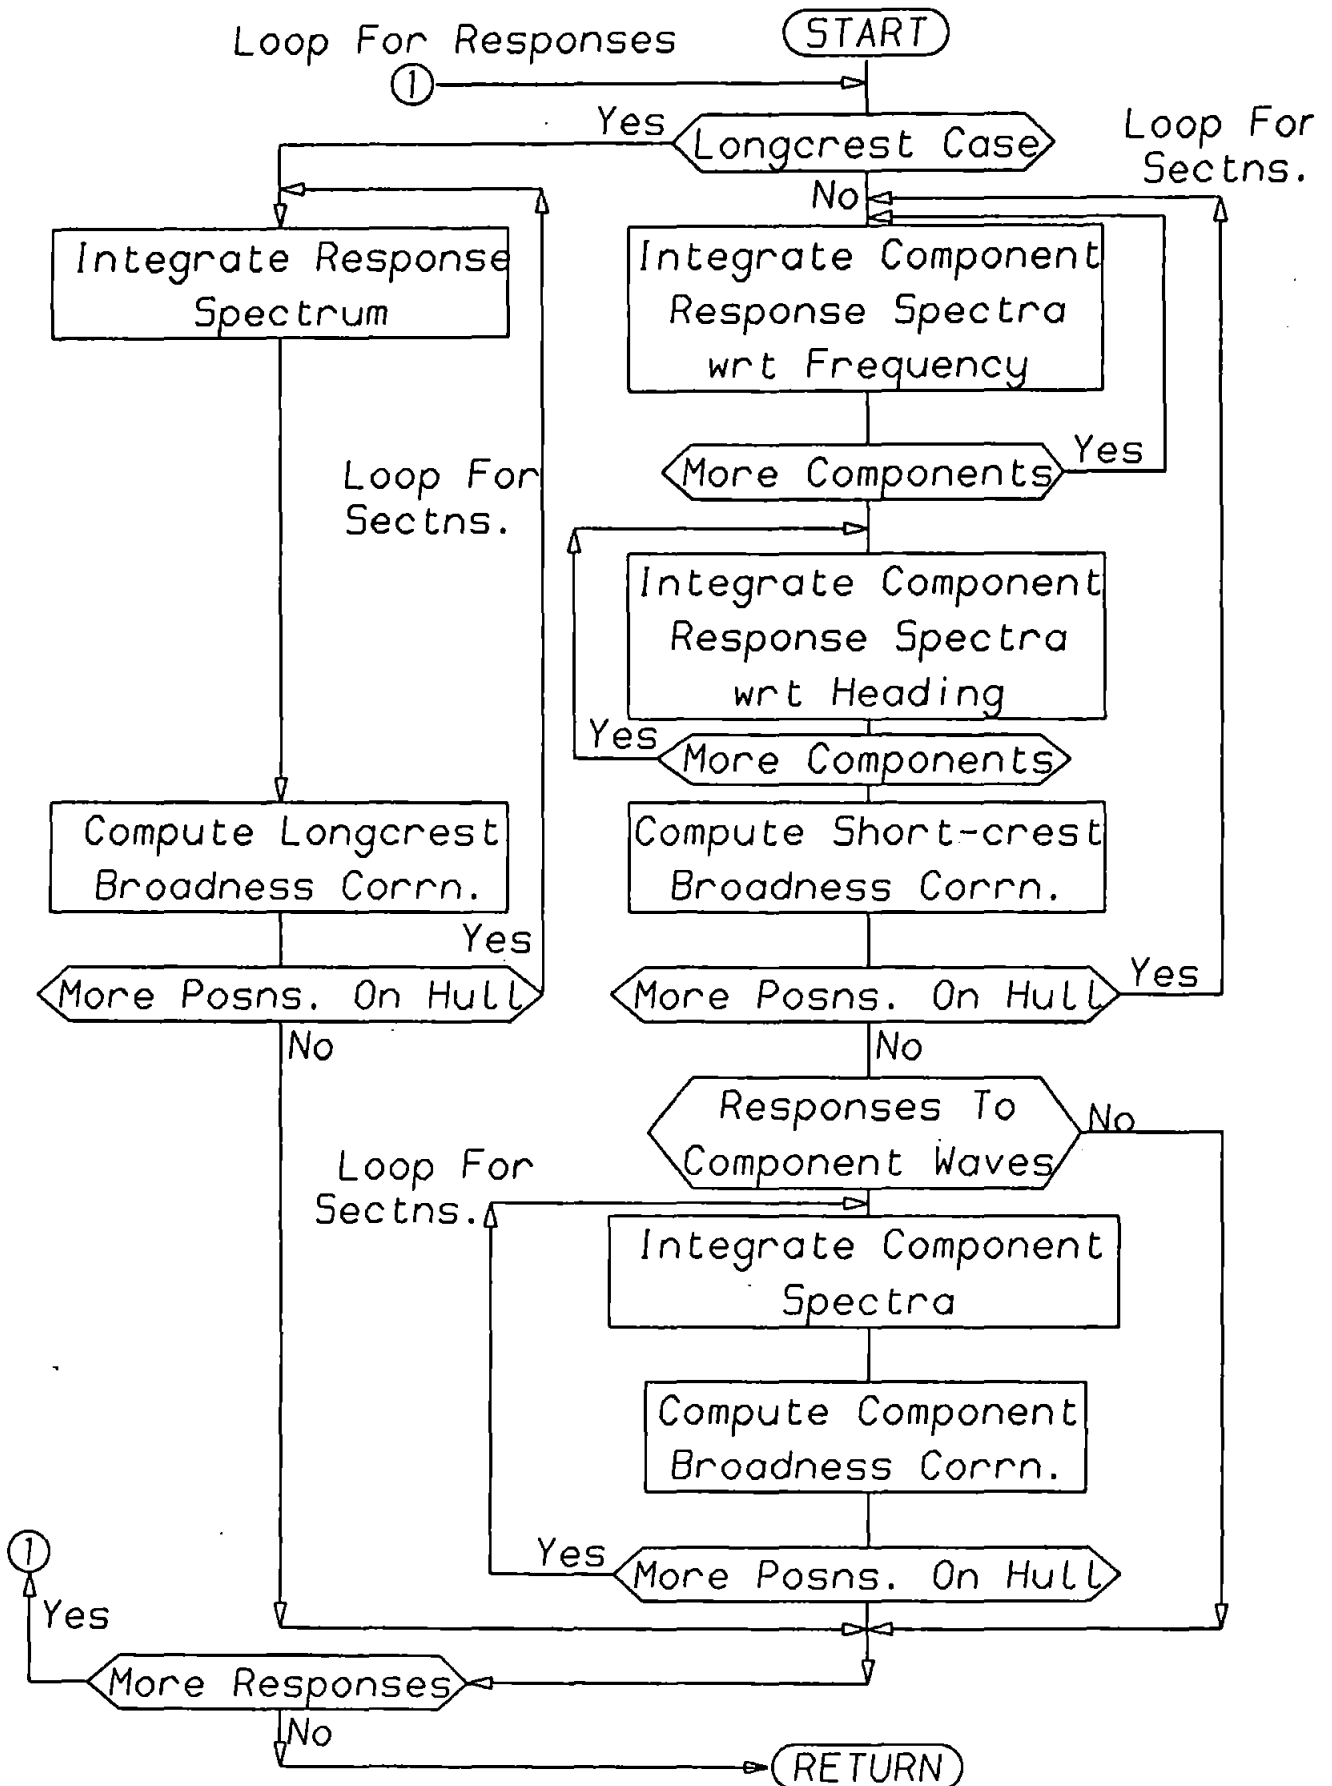 START
Loop For Responses
1
Yes
Longcrest Case
Loop For
Sectns.
No
Integrate Response
Spectrum
Integrate Component
Response Spectra
wrt Frequency
Loop For
Sectns.
More Components
Yes
Integrate Component
Response Spectra
wrt Heading
Yes
More Components
Compute Longcrest
Broadness Corrn.
Compute Short-crest
Broadness Corrn.
Yes
More Posns. On Hull
No
More Posns. On Hull
Yes
No
Responses To
Component Waves
No
Loop For
Sectns.
Integrate Component
Spectra
Compute Component
Broadness Corrn.
Yes
More Posns. On Hull
1
Yes
More Responses
No
RETURN